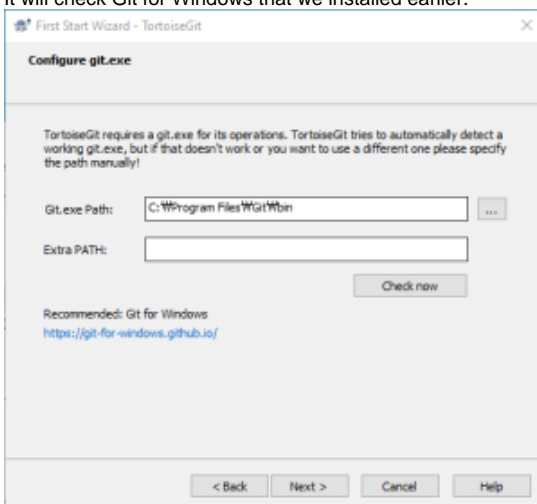 It will check Git for Windows that we installed earlier.
First Start Wizard - TortoiseGit
Configure git.exe
TortoiseGit requires a git.exe for its operations. TortoiseGit tries to automatically detect a
working git.exe, but if that doesn't work or you want to use a different one please specify
the path manually!
Git.exe Path: C:₩Program Files₩Git₩bin ...
Extra PATH:
Check now
Recommended: Git for Windows
https://git-for-windows.github.io/
< Back Next > Cancel Help